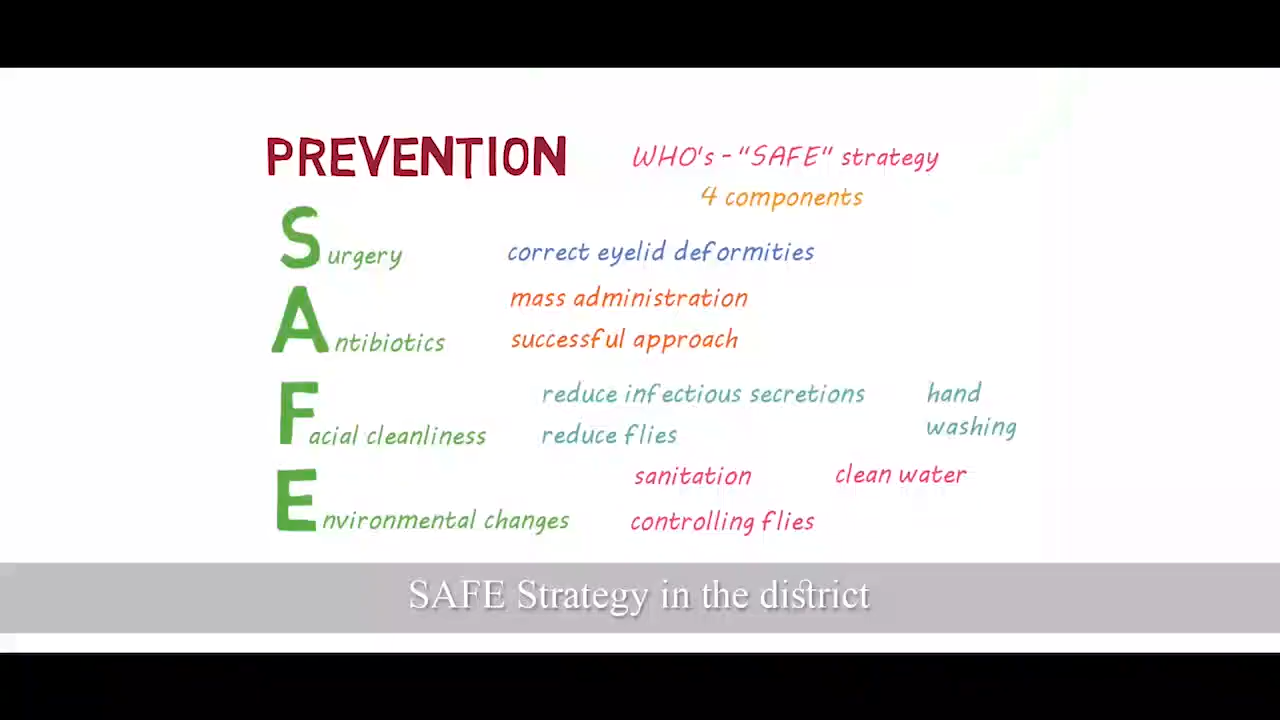 PREVENTION WHO's - "SAFE" strategy
4 components
Surgery correct eyelid deformities
mass administration
Antibiotics successful approach
reduce infectious secretions hand washing
Facial cleanliness reduce flies
sanitation clean water
Environmental changes controlling flies
SAFE Strategy in the district